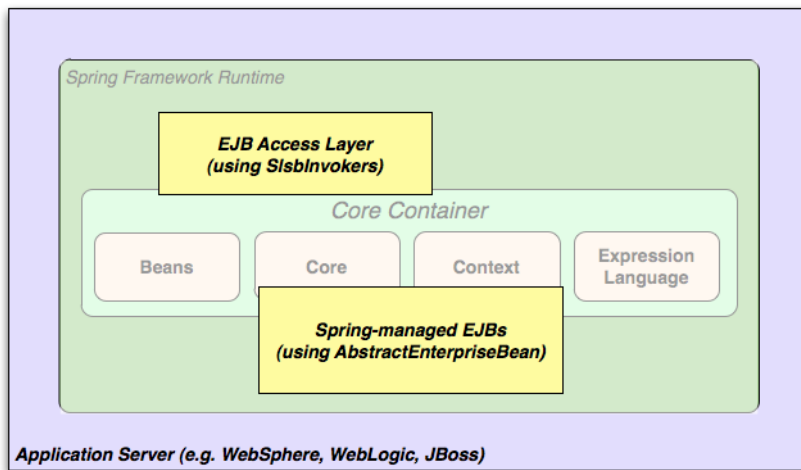 Spring Framework Runtime
EJB Access Layer
(using SlsbInvokers)
Core Container
Beans
Core
Context
Expression
Language
Spring-managed EJBs
(using AbstractEnterpriseBean)
Application Server (e.g. WebSphere, WebLogic, JBoss)